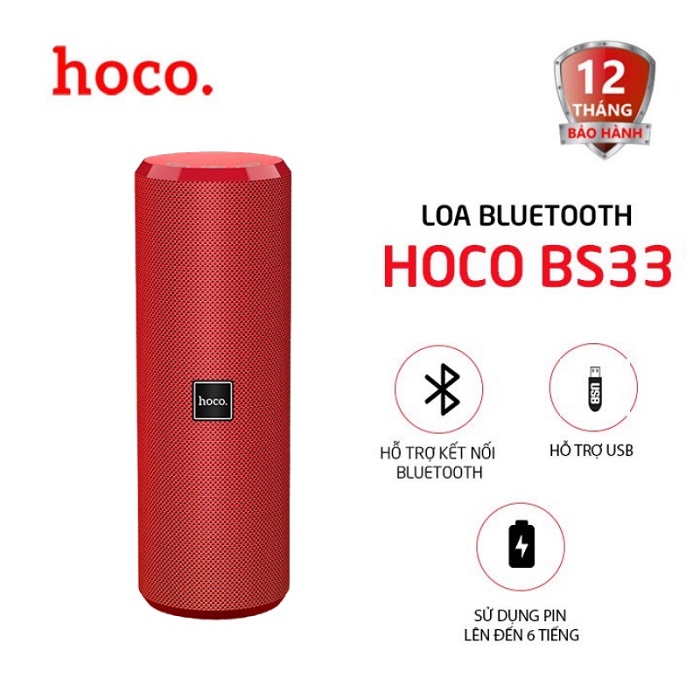 hoco.
12
THÁNG
BẢO HÀNH
LOA BLUETOOTH
HOCO BS33
hoco.
USB
HỖ TRỢ KẾT NỐI
BLUETOOTH
HỖ TRỢ USB
SỬ DỤNG PIN
LÊN ĐẾN 6 TIẾNG